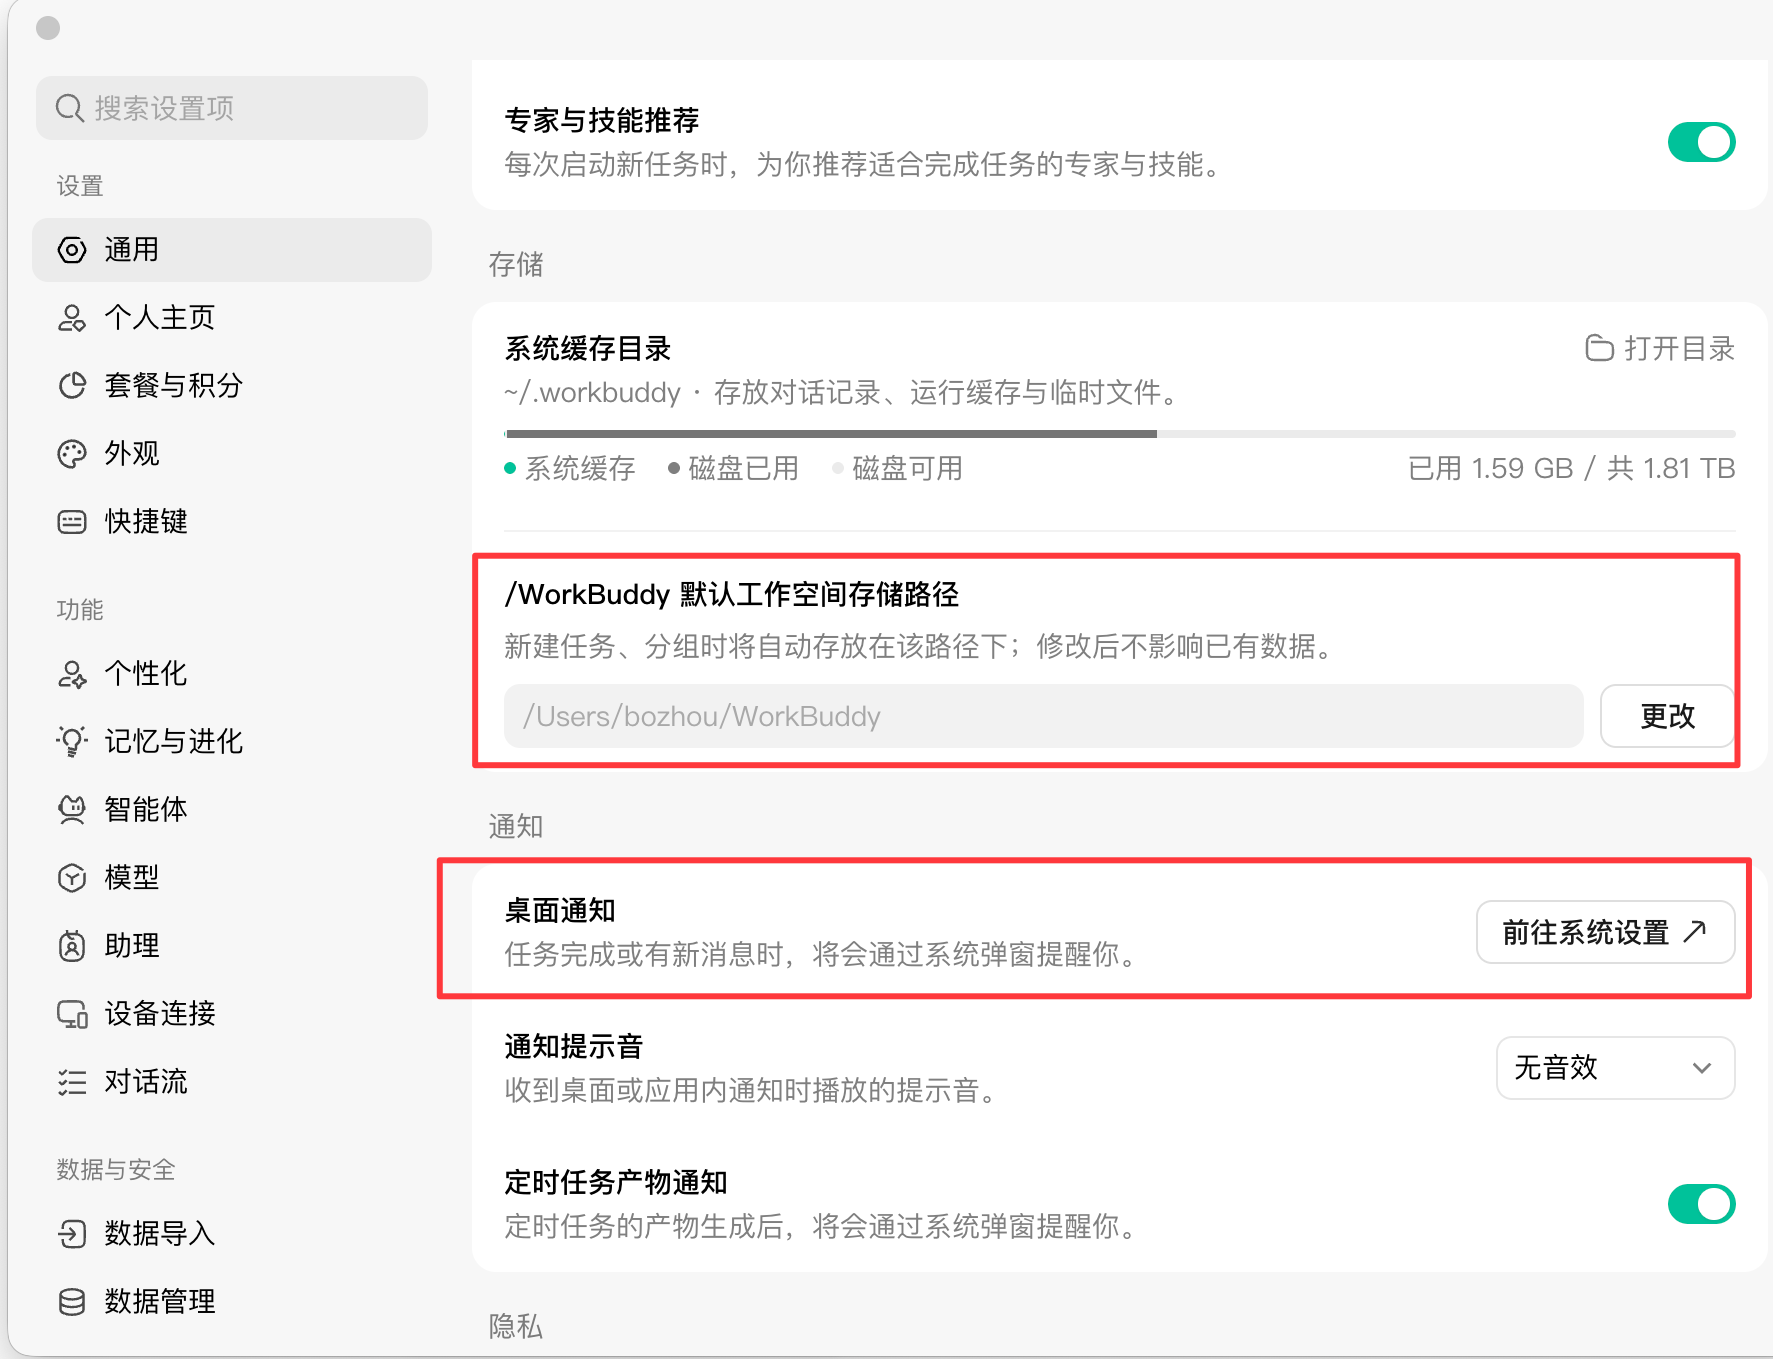 搜索设置项
设置
通用
个人主页
套餐与积分
外观
快捷键
功能
个性化
记忆与进化
智能体
模型
助理
设备连接
对话流
数据与安全
数据导入
数据管理
专家与技能推荐
每次启动新任务时，为你推荐适合完成任务的专家与技能。
存储
系统缓存目录
打开目录
~/.workbuddy · 存放对话记录、运行缓存与临时文件。
系统缓存 磁盘已用 磁盘可用 已用 1.59 GB / 共 1.81 TB
/WorkBuddy 默认工作空间存储路径
新建任务、分组时将自动存放在该路径下；修改后不影响已有数据。
/Users/bozhou/WorkBuddy
更改
通知
桌面通知
任务完成或有新消息时，将会通过系统弹窗提醒你。
前往系统设置
通知提示音
收到桌面或应用内通知时播放的提示音。
无音效
定时任务产物通知
定时任务的产物生成后，将会通过系统弹窗提醒你。
隐私